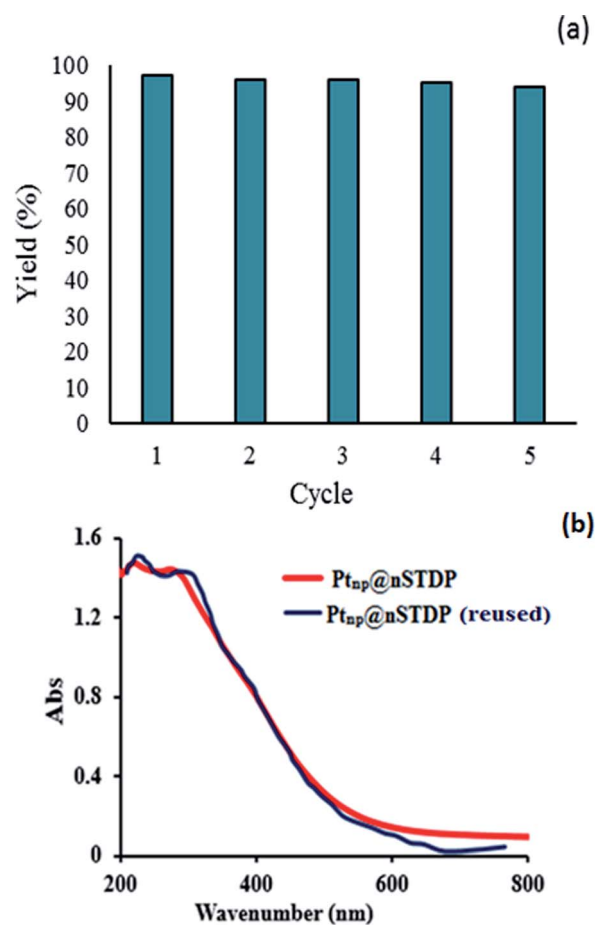 (a)
100
90
80
70
60
50
40
30
20
10
0
Yield (%)
1 2 3 4 5
Cycle
(b)
1.6
1.2
0.8
0.4
0
Abs
Ptnp@nSTDP
Ptnp@nSTDP (reused)
200 400 600 800
Wavenumber (nm)